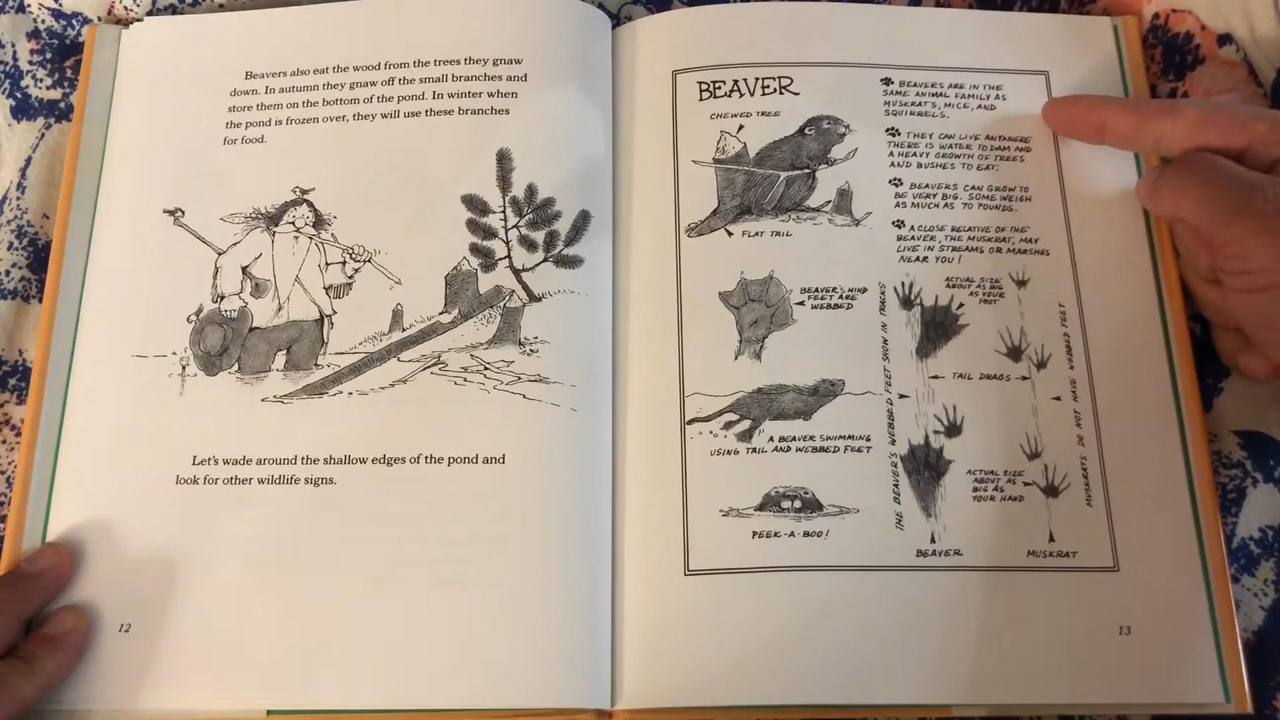 Beavers also eat the wood from the trees they gnaw
down. In autumn they gnaw off the small branches and
store them on the bottom of the pond. In winter when
the pond is frozen over, they will use these branches
for food.
Let's wade around the shallow edges of the pond and
look for other wildlife signs.
12
BEAVER
CHEWED TREE
FLAT TAIL
BEAVERS ARE IN THE
SAME ANIMAL FAMILY AS
MUSKRATS, MICE, AND
SQUIRRELS.
THEY CAN LIVE ANYWHERE
THERE IS WATER TO DAM AND
A HEAVY GROWTH OF TREES
AND BUSHES TO EAT.
BEAVERS CAN GROW TO
BE VERY BIG. SOME WEIGH
AS MUCH AS 70 POUNDS.
A CLOSE RELATIVE OF THE
BEAVER, THE MUSKRAT, MAY
LIVE IN STREAMS OR MARSHES
NEAR YOU!
BEAVER'S HIND
FEET ARE
WEBBED
A BEAVER SWIMMING
USING TAIL AND WEBBED FEET
PEEK-A-BOO!
THE BEAVER'S WEBBED FEET SHOW IN TRACKS
ACTUAL SIZE
ABOUT AS BIG
AS YOUR
FOOT
TAIL DRAGS
ACTUAL SIZE
ABOUT AS
BIG AS
YOUR HAND
MUSKRATS DO NOT HAVE WEBBED FEET
BEAVER
MUSKRAT
13